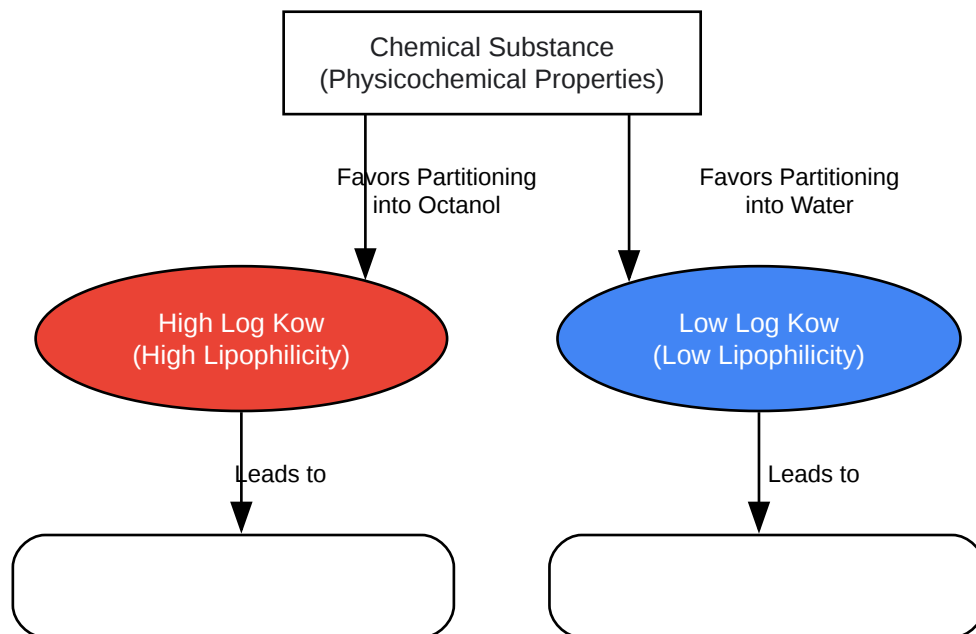 Chemical Substance
(Physicochemical Properties)
Favors Partitioning
into Octanol
Favors Partitioning
into Water
High Log Kow
(High Lipophilicity)
Low Log Kow
(Low Lipophilicity)
Leads to
Leads to